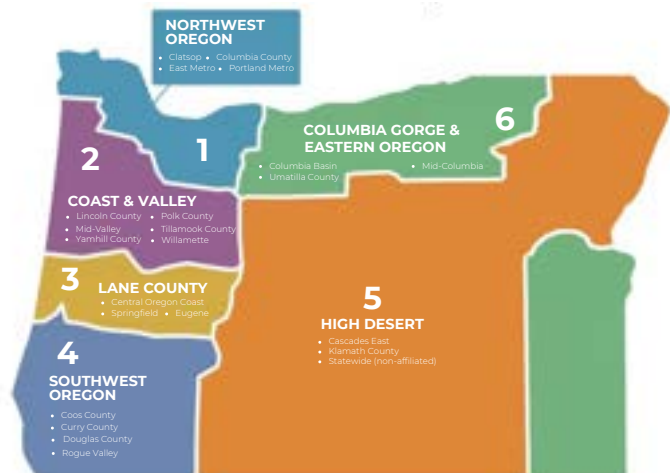 NORTHWEST
OREGON
• Clatsop • Columbia County
• East Metro • Portland Metro
1
2
COAST & VALLEY
• Lincoln County • Polk County
• Mid-Valley • Tillamook County
• Yamhill County • Willamette
3
LANE COUNTY
• Central Oregon Coast
• Springfield • Eugene
4
SOUTHWEST
OREGON
• Coos County
• Curry County
• Douglas County
• Rogue Valley
5
HIGH DESERT
• Cascades East
• Klamath County
• Statewide (non-affiliated)
6
COLUMBIA GORGE &
EASTERN OREGON
• Columbia Basin • Mid-Columbia
• Umatilla County